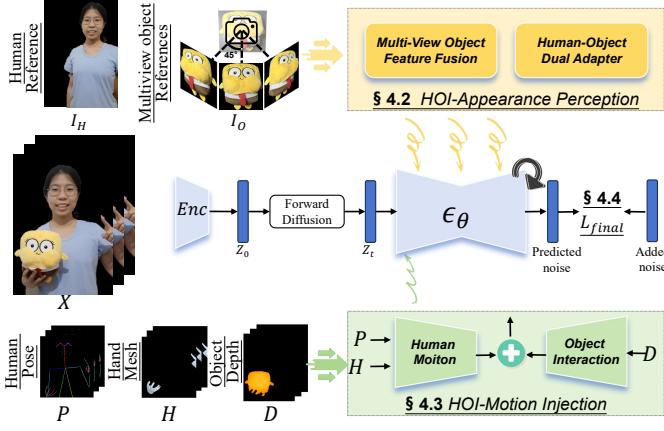 Human
Reference
I_H
Multiview object
References
45°
I_O
Multi-View Object
Feature Fusion
Human-Object
Dual Adapter
§ 4.2 HOI-Appearance Perception
X
Enc
Z_0
Forward
Diffusion
Z_t
ϵ_θ
Predicted
noise
§ 4.4
L_final
Added
noise
Human
Pose
P
Hand
Mesh
H
Object
Depth
D
P
H
Human
Moiton
Object
Interaction
D
§ 4.3 HOI-Motion Injection